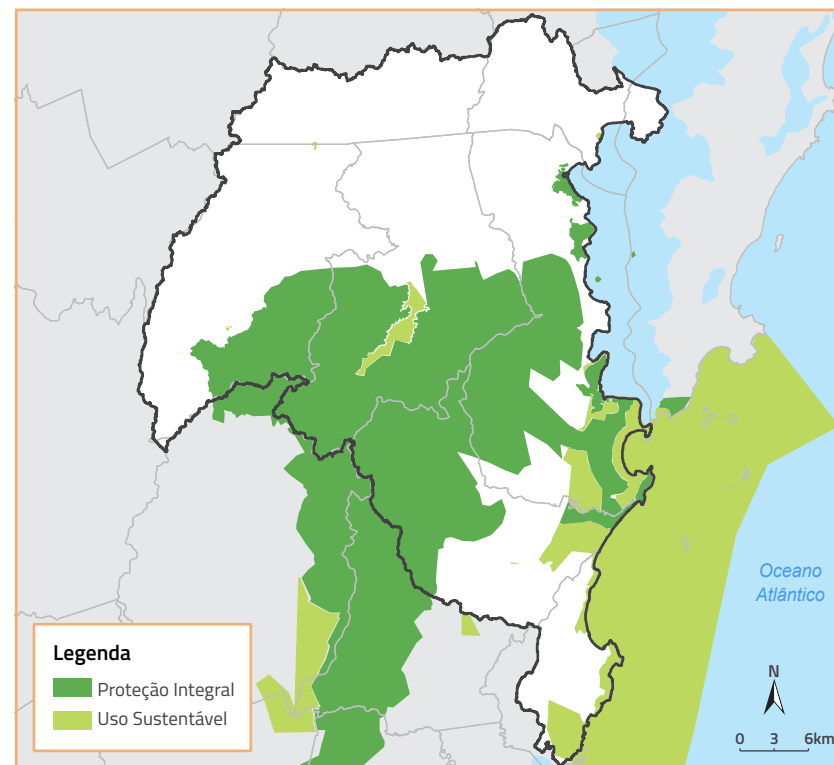 Oceano
Atlântico
Legenda
Proteção Integral
Uso Sustentável
N
0 3 6km